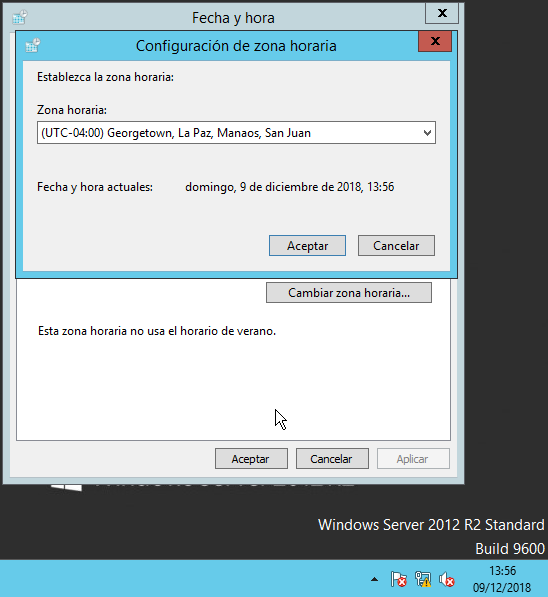 Fecha y hora
Configuración de zona horaria
Establezca la zona horaria:
Zona horaria:
(UTC-04:00) Georgetown, La Paz, Manaos, San Juan
Fecha y hora actuales: domingo, 9 de diciembre de 2018, 13:56
Aceptar Cancelar
Cambiar zona horaria...
Esta zona horaria no usa el horario de verano.
Aceptar Cancelar Aplicar
Windows Server 2012 R2 Standard
Build 9600
13:56
09/12/2018